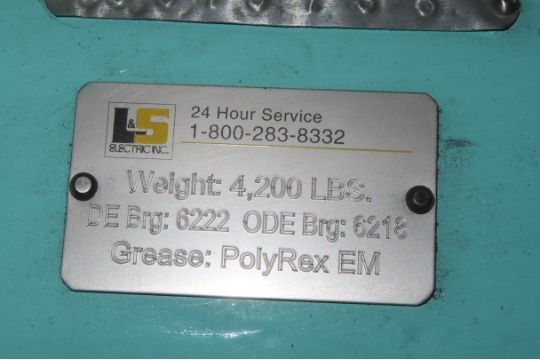 L&S
ELECTRIC INC.
24 Hour Service
1-800-283-8332
Weight: 4,200 LBS.
DE Brg: 6222 ODE Brg: 6218
Grease: PolyRex EM